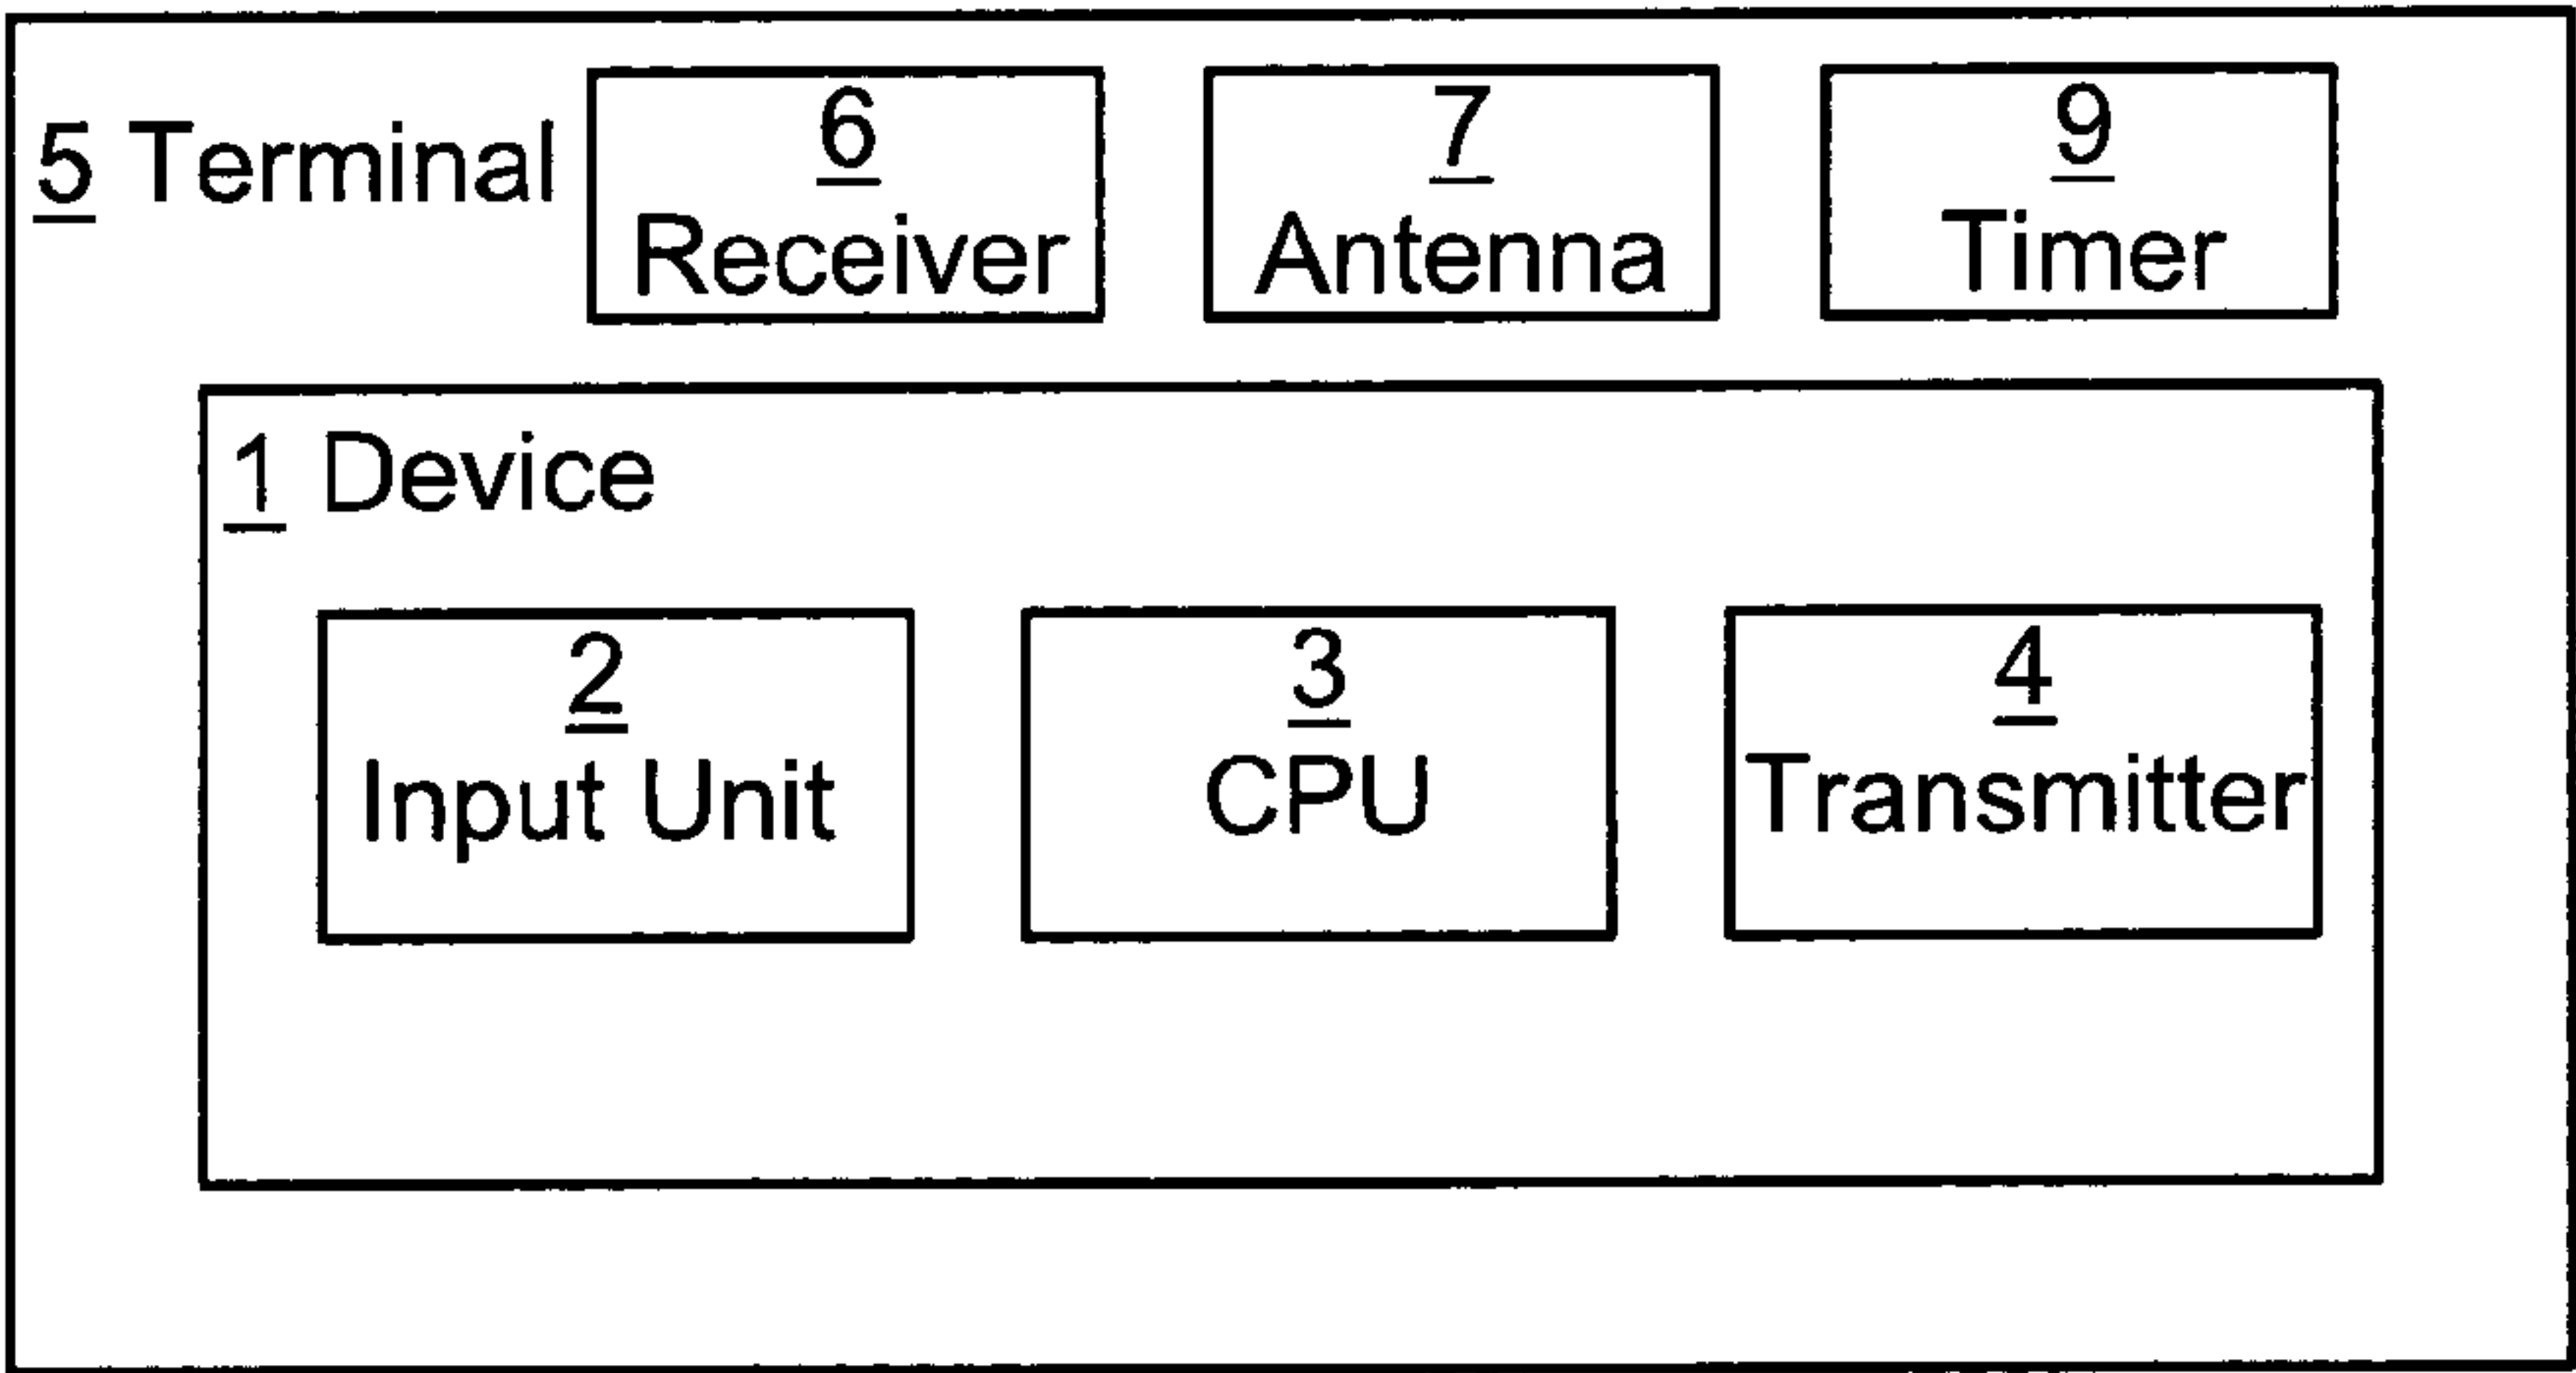 5 Terminal
6
Receiver
7
Antenna
9
Timer
1 Device
2
Input Unit
3
CPU
4
Transmitter